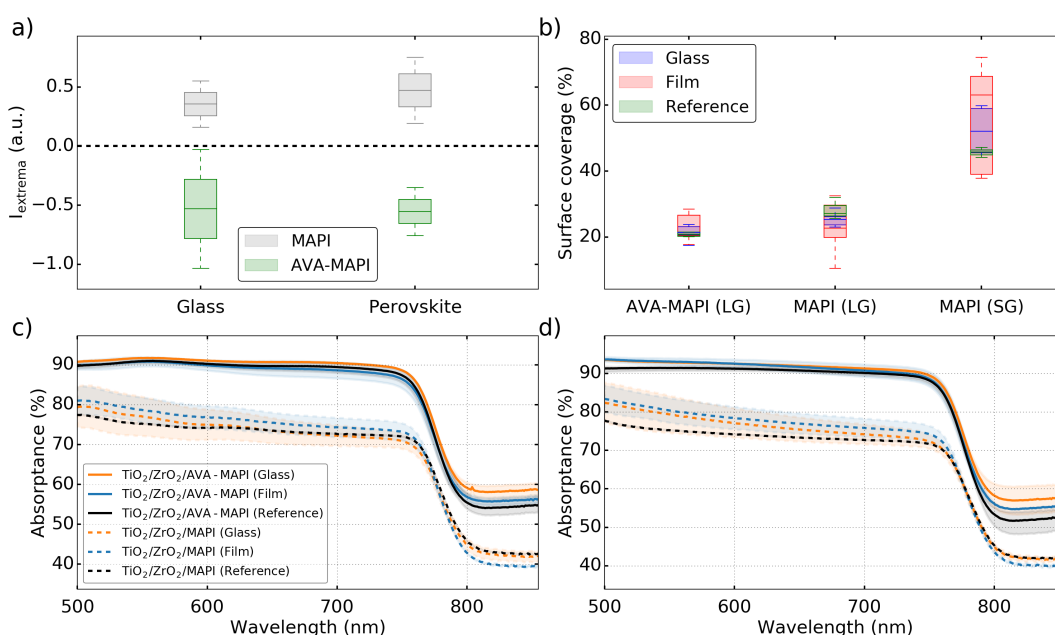 a)
I_extrema (a.u.)
0.5
0.0
−0.5
−1.0
MAPI
AVA-MAPI
Glass
Perovskite
b)
Surface coverage (%)
80
60
40
20
Glass
Film
Reference
AVA-MAPI (LG)
MAPI (LG)
MAPI (SG)
c)
Absorptance (%)
90
80
70
60
50
40
TiO₂/ZrO₂/AVA-MAPI (Glass)
TiO₂/ZrO₂/AVA-MAPI (Film)
TiO₂/ZrO₂/AVA-MAPI (Reference)
TiO₂/ZrO₂/MAPI (Glass)
TiO₂/ZrO₂/MAPI (Film)
TiO₂/ZrO₂/MAPI (Reference)
500
600
700
800
Wavelength (nm)
d)
Absorptance (%)
90
80
70
60
50
40
500
600
700
800
Wavelength (nm)